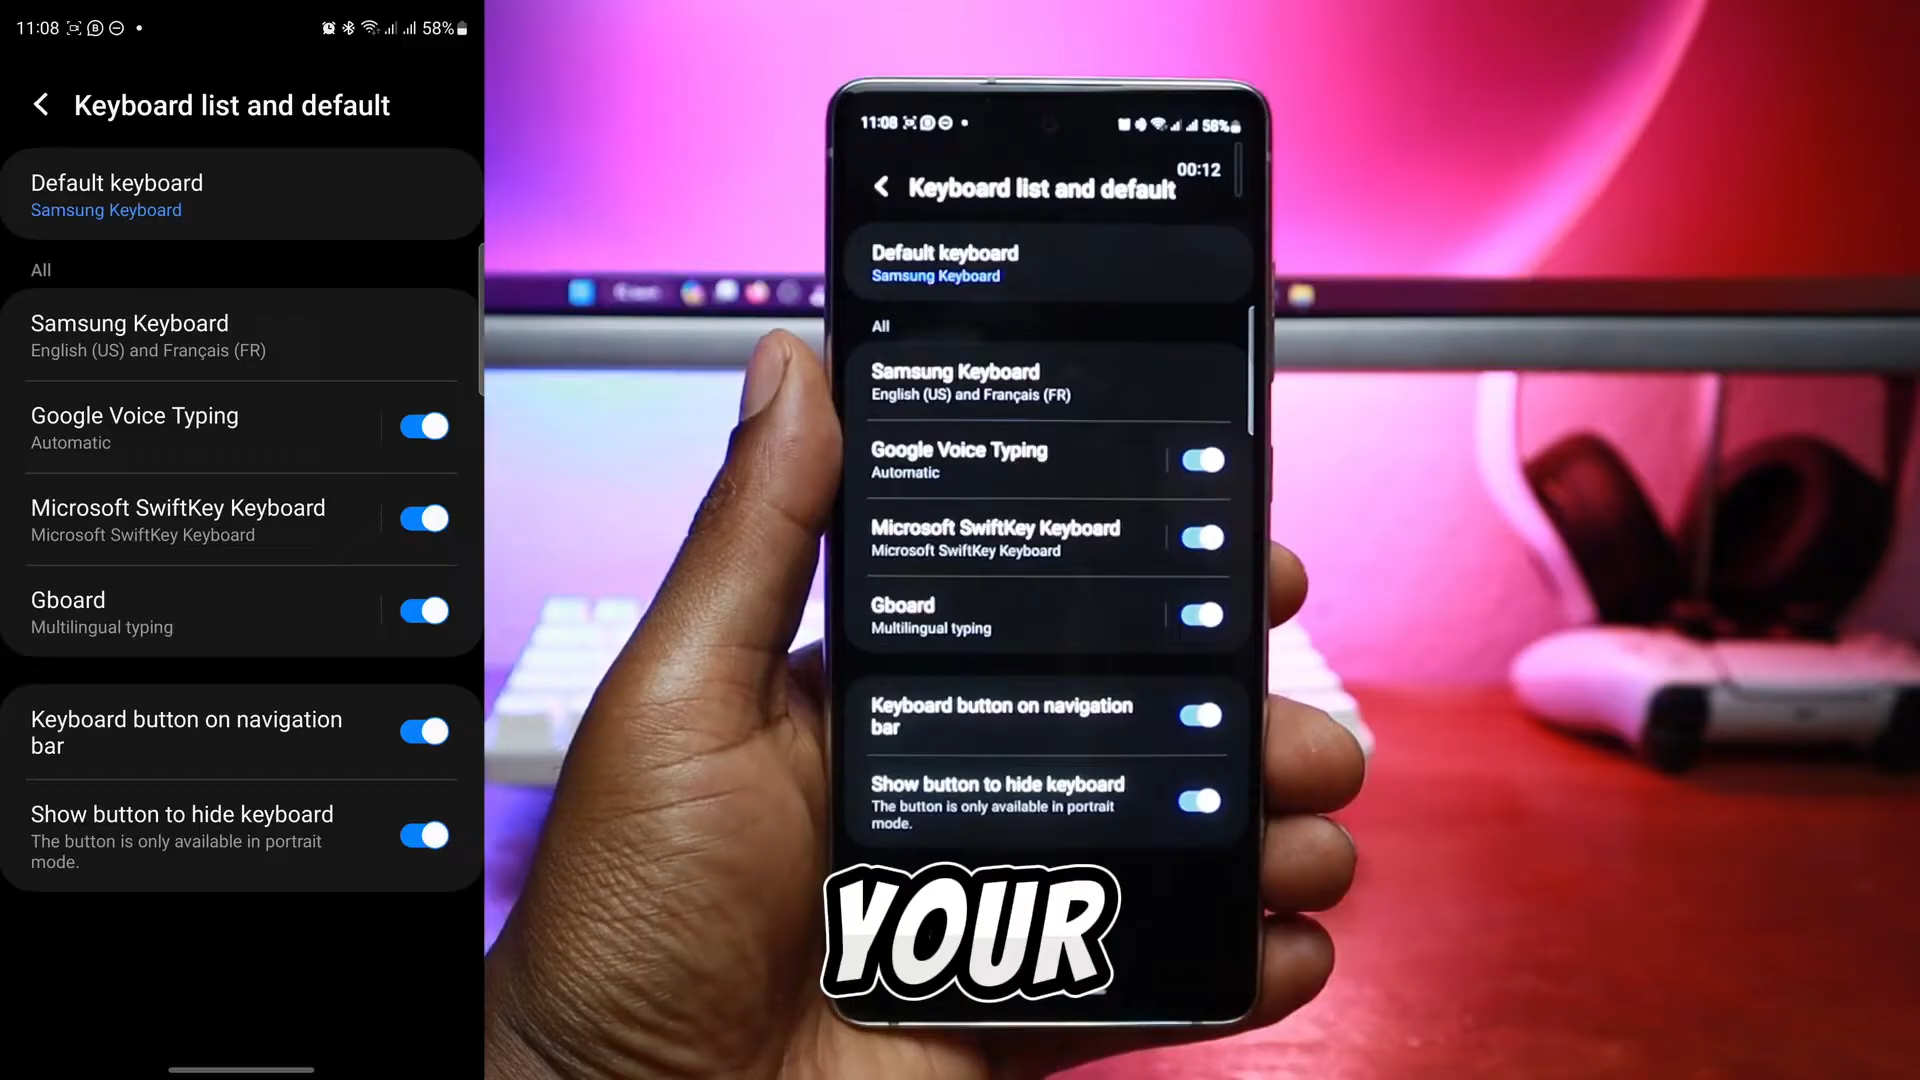 11:08
58%
Keyboard list and default
Default keyboard
Samsung Keyboard
All
Samsung Keyboard
English (US) and Français (FR)
Google Voice Typing
Automatic
Microsoft SwiftKey Keyboard
Microsoft SwiftKey Keyboard
Gboard
Multilingual typing
Keyboard button on navigation
bar
Show button to hide keyboard
The button is only available in portrait
mode.
11:08
58%
00:12
Keyboard list and default
Default keyboard
Samsung Keyboard
All
Samsung Keyboard
English (US) and Français (FR)
Google Voice Typing
Automatic
Microsoft SwiftKey Keyboard
Microsoft SwiftKey Keyboard
Gboard
Multilingual typing
Keyboard button on navigation
bar
Show button to hide keyboard
The button is only available in portrait
mode.
YOUR